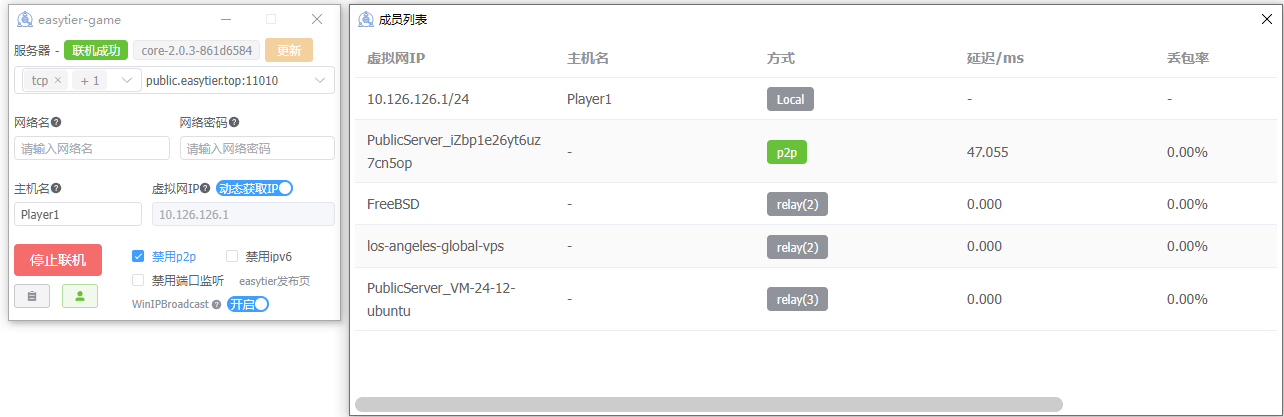 easytier-game
服务器 - 联机成功 core-2.0.3-861d6584 更新
tcp × + 1 public.easytier.top:11010
网络名 网络密码
请输入网络名 请输入网络密码
主机名 虚拟网IP 动态获取IP
Player1 10.126.126.1
停止联机 禁用p2p 禁用ipv6
禁用端口监听 easytier发布页
WinIPBroadcast 开启
成员列表
虚拟网IP 主机名 方式 延迟/ms 丢包率
10.126.126.1/24 Player1 Local - -
PublicServer_iZbp1e26yt6uz
7cn5op - p2p 47.055 0.00%
FreeBSD - relay(2) 0.000 0.00%
los-angeles-global-vps - relay(2) 0.000 0.00%
PublicServer_VM-24-12-
ubuntu - relay(3) 0.000 0.00%